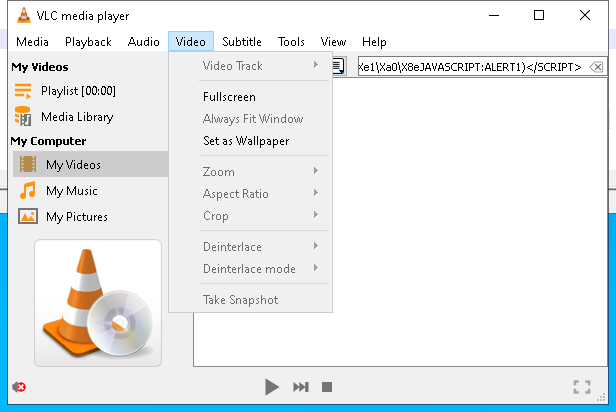 VLC media player
Media Playback Audio Video Subtitle Tools View Help
My Videos
Playlist [00:00]
Media Library
My Computer
My Videos
My Music
My Pictures
Video Track
Fullscreen
Always Fit Window
Set as Wallpaper
Zoom
Aspect Ratio
Crop
Deinterlace
Deinterlace mode
Take Snapshot
Xe1\Xa0\X8eJAVASCRIPT:ALERT1)</SCRIPT>